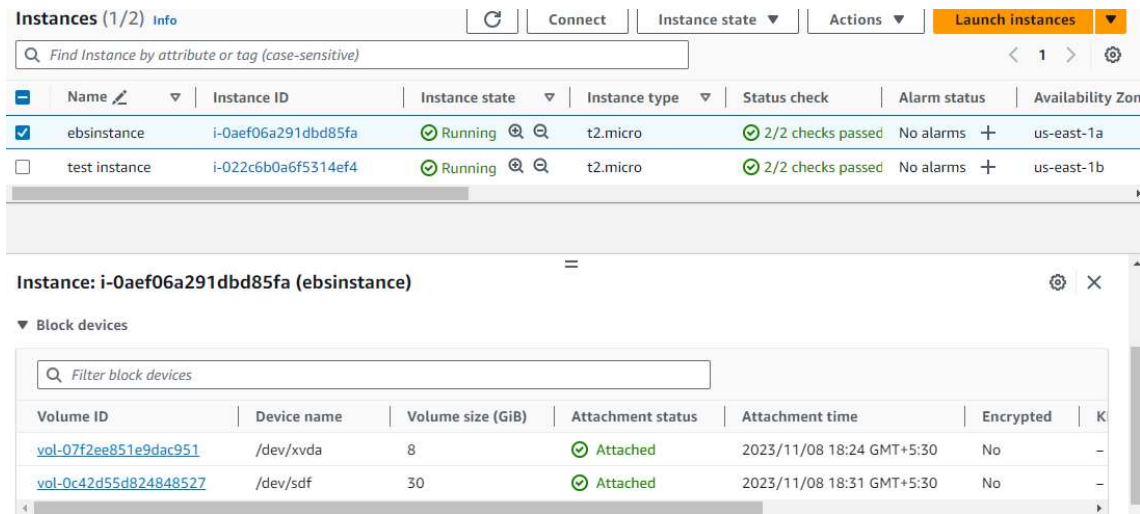 Instances (1/2) Info Connect Instance state Actions Launch instances
Find Instance by attribute or tag (case-sensitive) 1
Name Instance ID Instance state Instance type Status check Alarm status Availability Zon
ebsinstance i-0aef06a291dbd85fa Running t2.micro 2/2 checks passed No alarms us-east-1a
test instance i-022c6b0a6f5314ef4 Running t2.micro 2/2 checks passed No alarms us-east-1b
Instance: i-0aef06a291dbd85fa (ebsinstance)
Block devices
Filter block devices
Volume ID Device name Volume size (GiB) Attachment status Attachment time Encrypted K
vol-07f2ee851e9dac951 /dev/xvda 8 Attached 2023/11/08 18:24 GMT+5:30 No –
vol-0c42d55d824848527 /dev/sdf 30 Attached 2023/11/08 18:31 GMT+5:30 No –